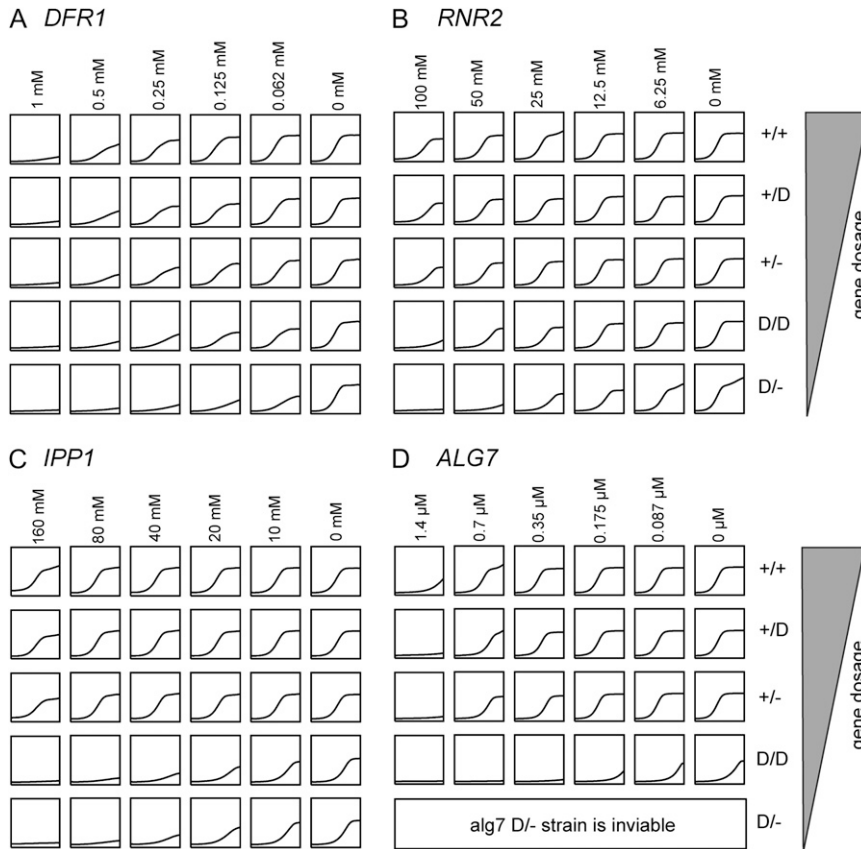 A DFR1
1 mM
0.5 mM
0.25 mM
0.125 mM
0.062 mM
0 mM
B RNR2
100 mM
50 mM
25 mM
12.5 mM
6.25 mM
0 mM
+/+
+/D
+/-
D/D
D/-
gene dosage
C IPP1
160 mM
80 mM
40 mM
20 mM
10 mM
0 mM
D ALG7
1.4 µM
0.7 µM
0.35 µM
0.175 µM
0.087 µM
0 µM
+/+
+/D
+/-
D/D
alg7 D/- strain is inviable
D/-
gene dosage